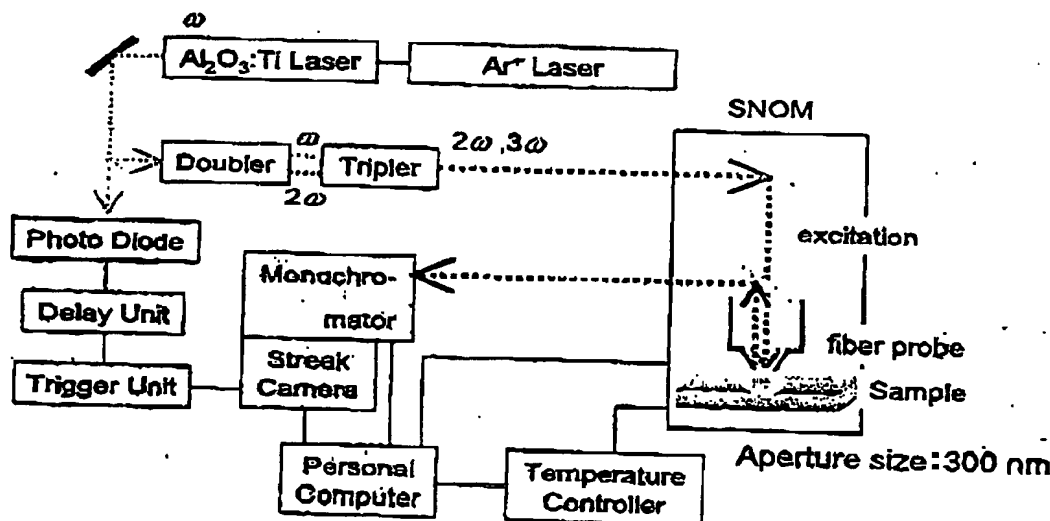 ω
Al₂O₃:Ti Laser
Ar⁺ Laser
SNOM
Doubler
ω
2ω
Tripler
2ω ,3ω
excitation
Photo Diode
Monachro-
mator
Delay Unit
fiber probe
Streak
Camera
Trigger Unit
Sample
Personal
Computer
Temperature
Controller
Aperture size:300 nm